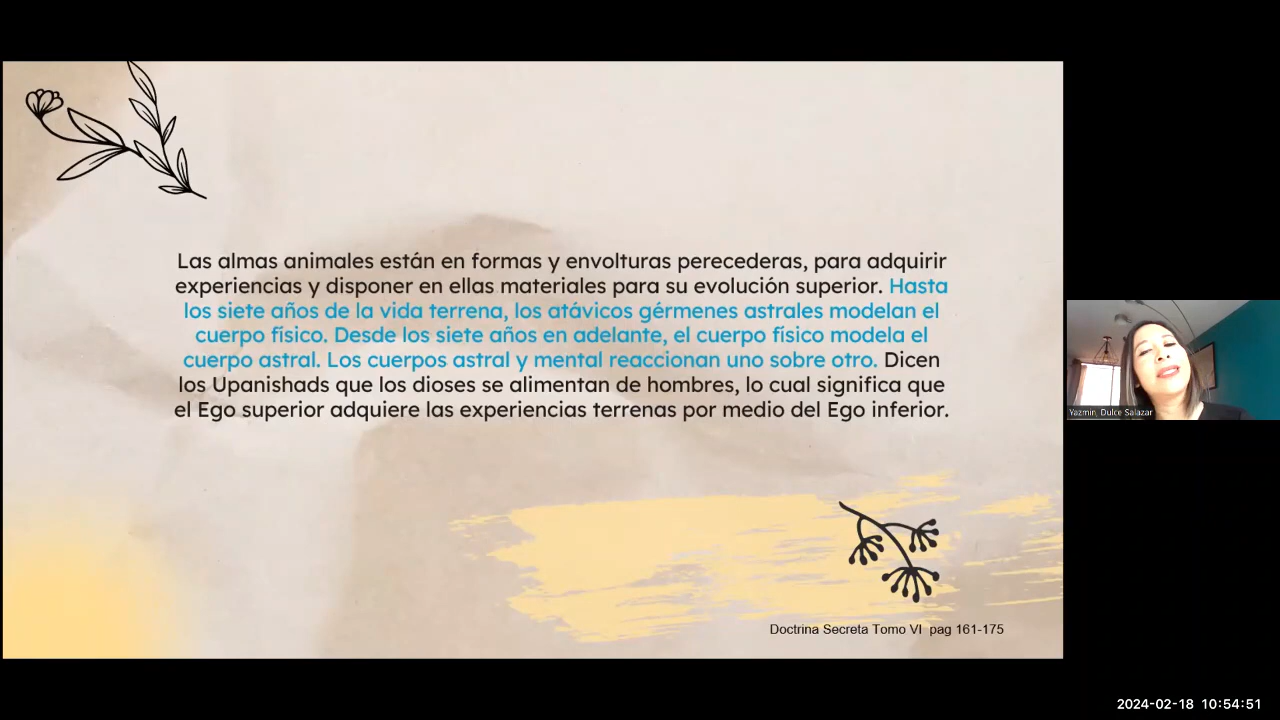 Las almas animales están en formas y envolturas perecederas, para adquirir
experiencias y disponer en ellas materiales para su evolución superior. Hasta
los siete años de la vida terrena, los atávicos gérmenes astrales modelan el
cuerpo físico. Desde los siete años en adelante, el cuerpo físico modela el
cuerpo astral. Los cuerpos astral y mental reaccionan uno sobre otro. Dicen
los Upanishads que los dioses se alimentan de hombres, lo cual significa que
el Ego superior adquiere las experiencias terrenas por medio del Ego inferior.
Doctrina Secreta Tomo VI pag 161-175
Yazmin, Dulce Salazar
2024-02-18 10:54:51